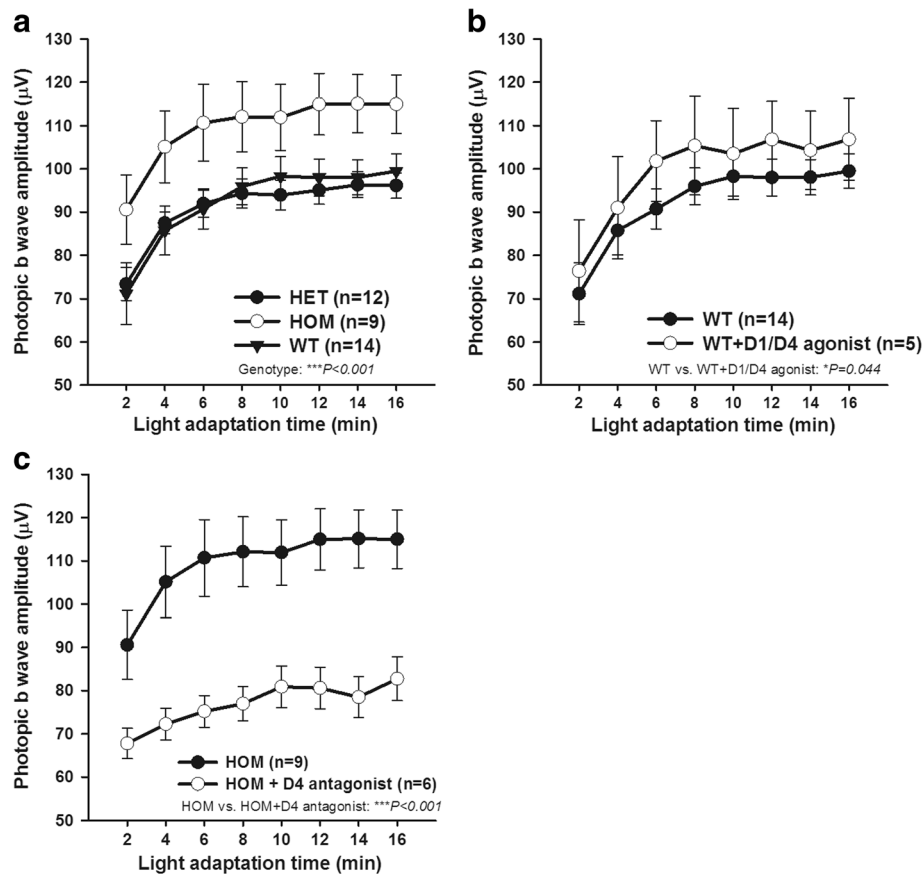 a
Photopic b wave amplitude (µV)
130
120
110
100
90
80
70
60
50
HET (n=12)
HOM (n=9)
WT (n=14)
Genotype: ***P<0.001
2 4 6 8 10 12 14 16
Light adaptation time (min)
b
Photopic b wave amplitude (µV)
130
120
110
100
90
80
70
60
50
WT (n=14)
WT+D1/D4 agonist (n=5)
WT vs. WT+D1/D4 agonist: *P=0.044
2 4 6 8 10 12 14 16
Light adaptation time (min)
c
Photopic b wave amplitude (µV)
130
120
110
100
90
80
70
60
50
HOM (n=9)
HOM + D4 antagonist (n=6)
HOM vs. HOM+D4 antagonist: ***P<0.001
2 4 6 8 10 12 14 16
Light adaptation time (min)